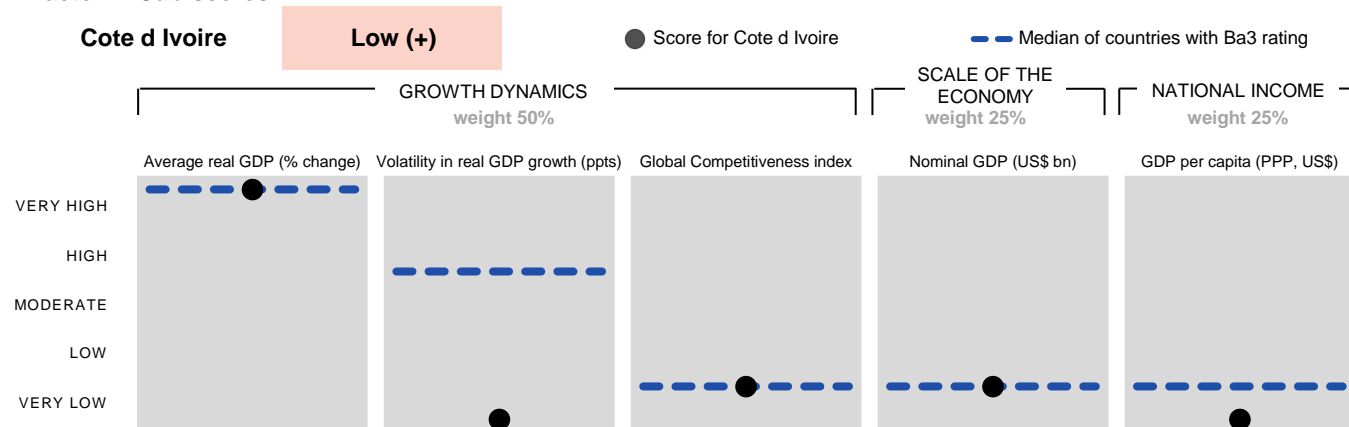 Cote d Ivoire
Low (+)
Score for Cote d Ivoire
Median of countries with Ba3 rating
GROWTH DYNAMICS
weight 50%
SCALE OF THE
ECONOMY
weight 25%
NATIONAL INCOME
weight 25%
Average real GDP (% change)
Volatility in real GDP growth (ppts)
Global Competitiveness index
Nominal GDP (US$ bn)
GDP per capita (PPP, US$)
VERY HIGH
HIGH
MODERATE
LOW
VERY LOW